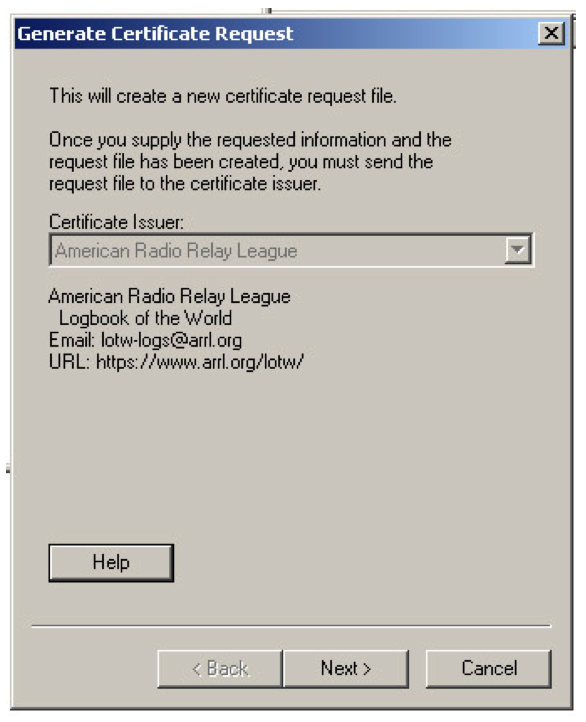 Generate Certificate Request
This will create a new certificate request file.
Once you supply the requested information and the
request file has been created, you must send the
request file to the certificate issuer.
Certificate Issuer:
American Radio Relay League
American Radio Relay League
Logbook of the World
Email: lotw-logs@arrl.org
URL: https://www.arrl.org/lotw/
Help
< Back
Next >
Cancel